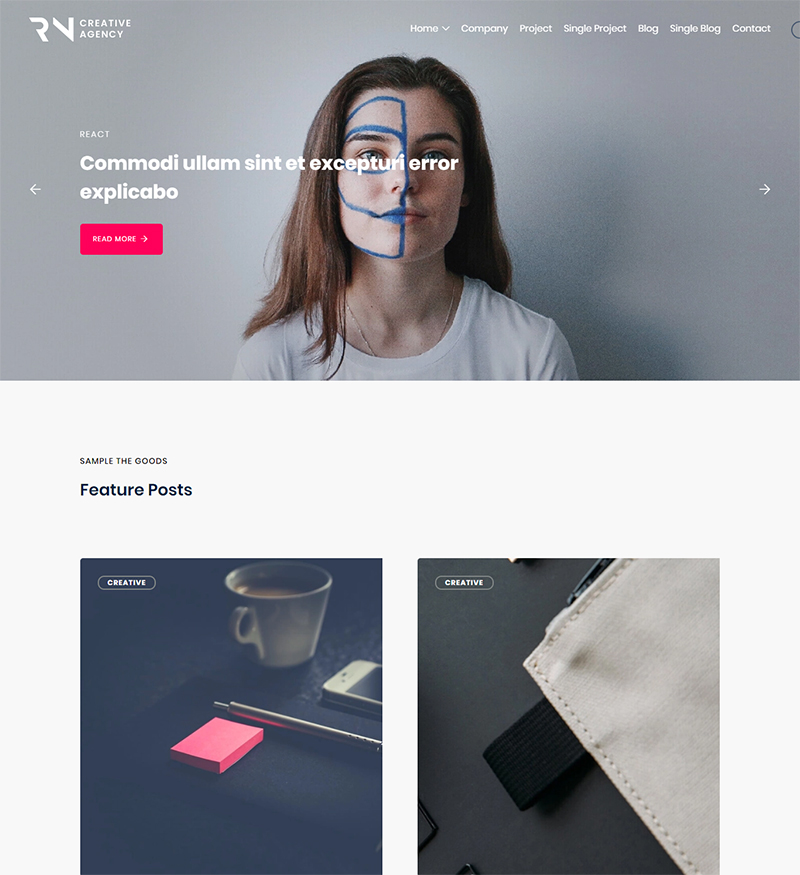 RN CREATIVE
AGENCY
Home Company Project Single Project Blog Single Blog Contact
REACT
Commodi ullam sint et excepturi error
explicabo
READ MORE
SAMPLE THE GOODS
Feature Posts
CREATIVE
CREATIVE